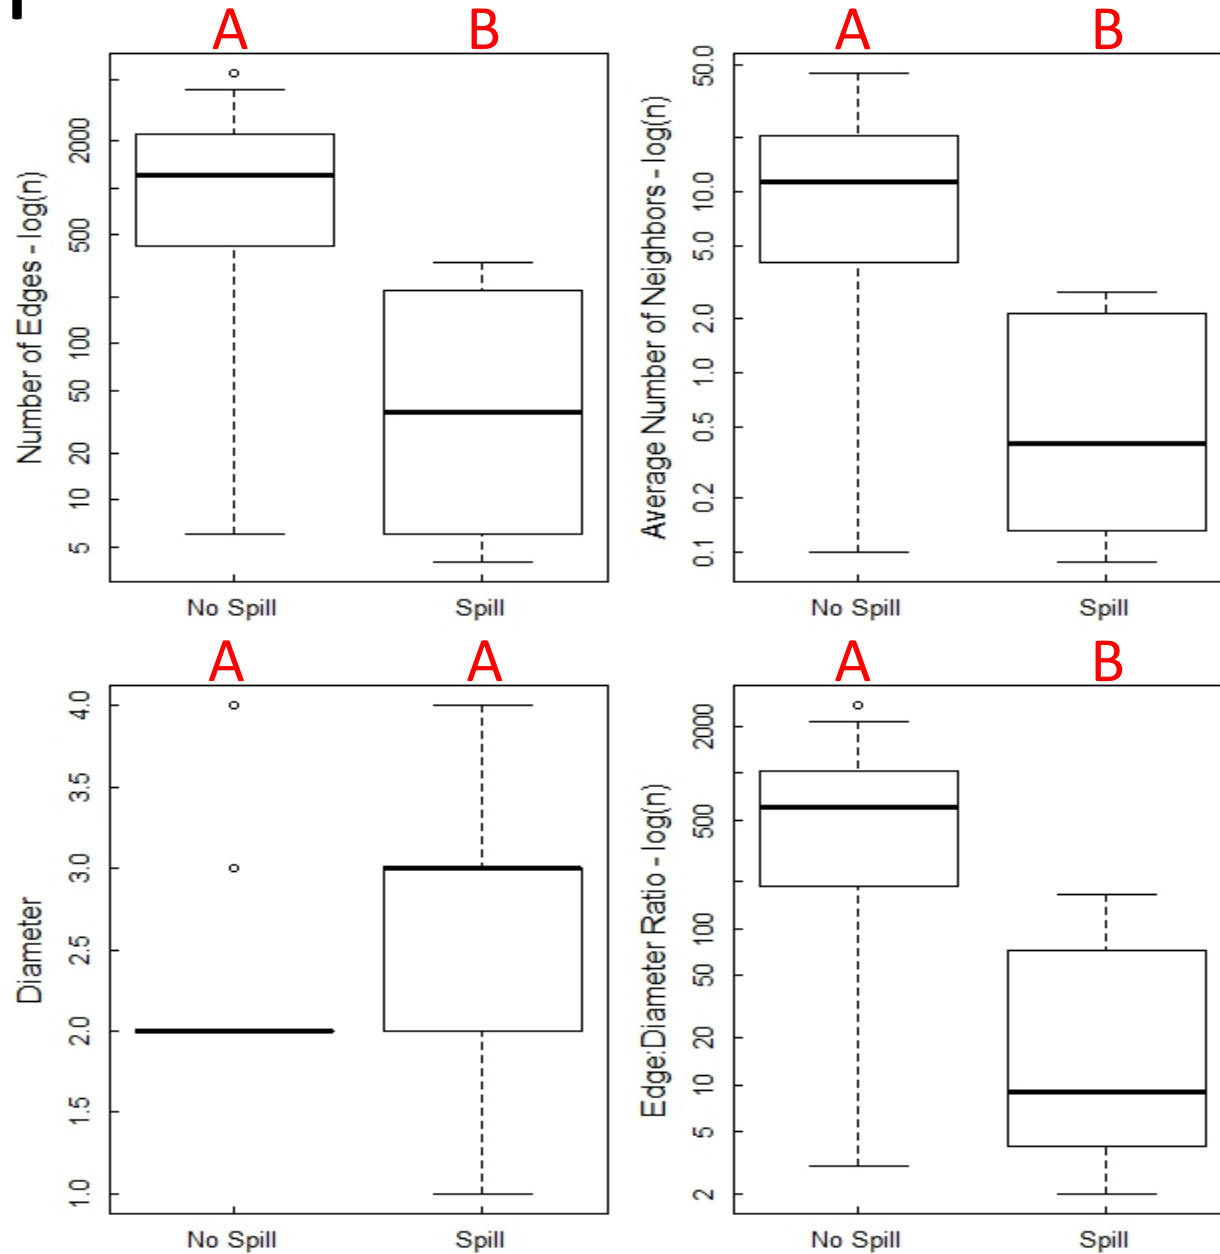 A B
Number of Edges - log(n)
2000
500
100
50
20
10
5
No Spill Spill
A B
Average Number of Neighbors - log(n)
50.0
10.0
5.0
2.0
1.0
0.5
0.2
0.1
No Spill Spill
A A
Diameter
4.0
3.5
3.0
2.5
2.0
1.5
1.0
No Spill Spill
A B
Edge:Diameter Ratio - log(n)
2000
500
100
50
20
10
5
2
No Spill Spill